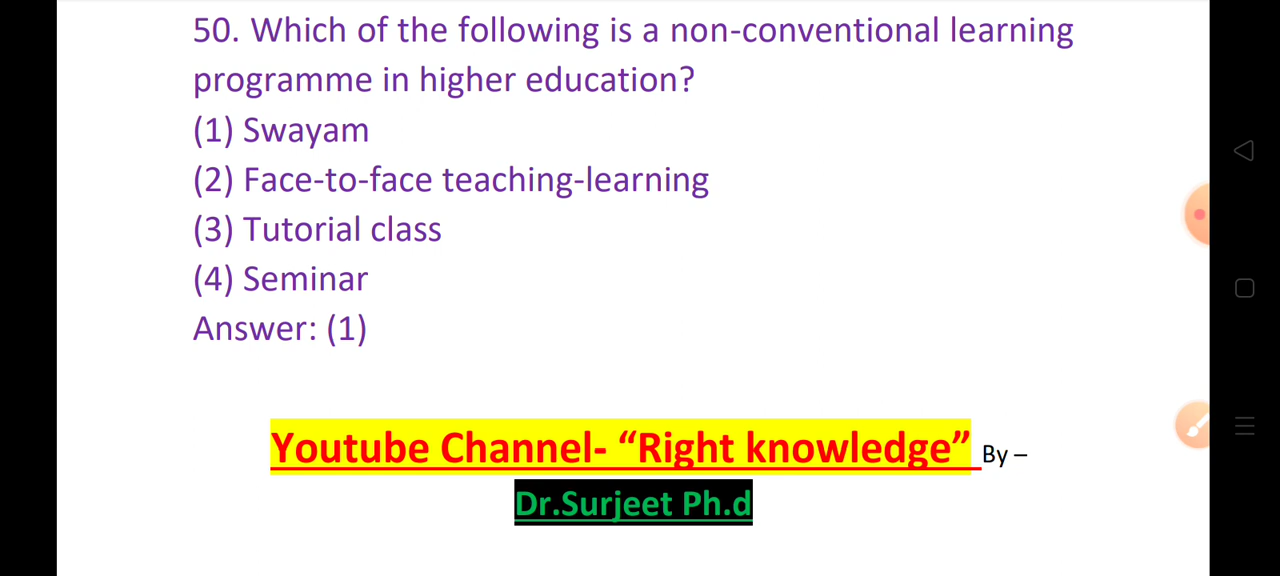 50. Which of the following is a non-conventional learning
programme in higher education?
(1) Swayam
(2) Face-to-face teaching-learning
(3) Tutorial class
(4) Seminar
Answer: (1)
Youtube Channel- “Right knowledge” By –
Dr.Surjeet Ph.d